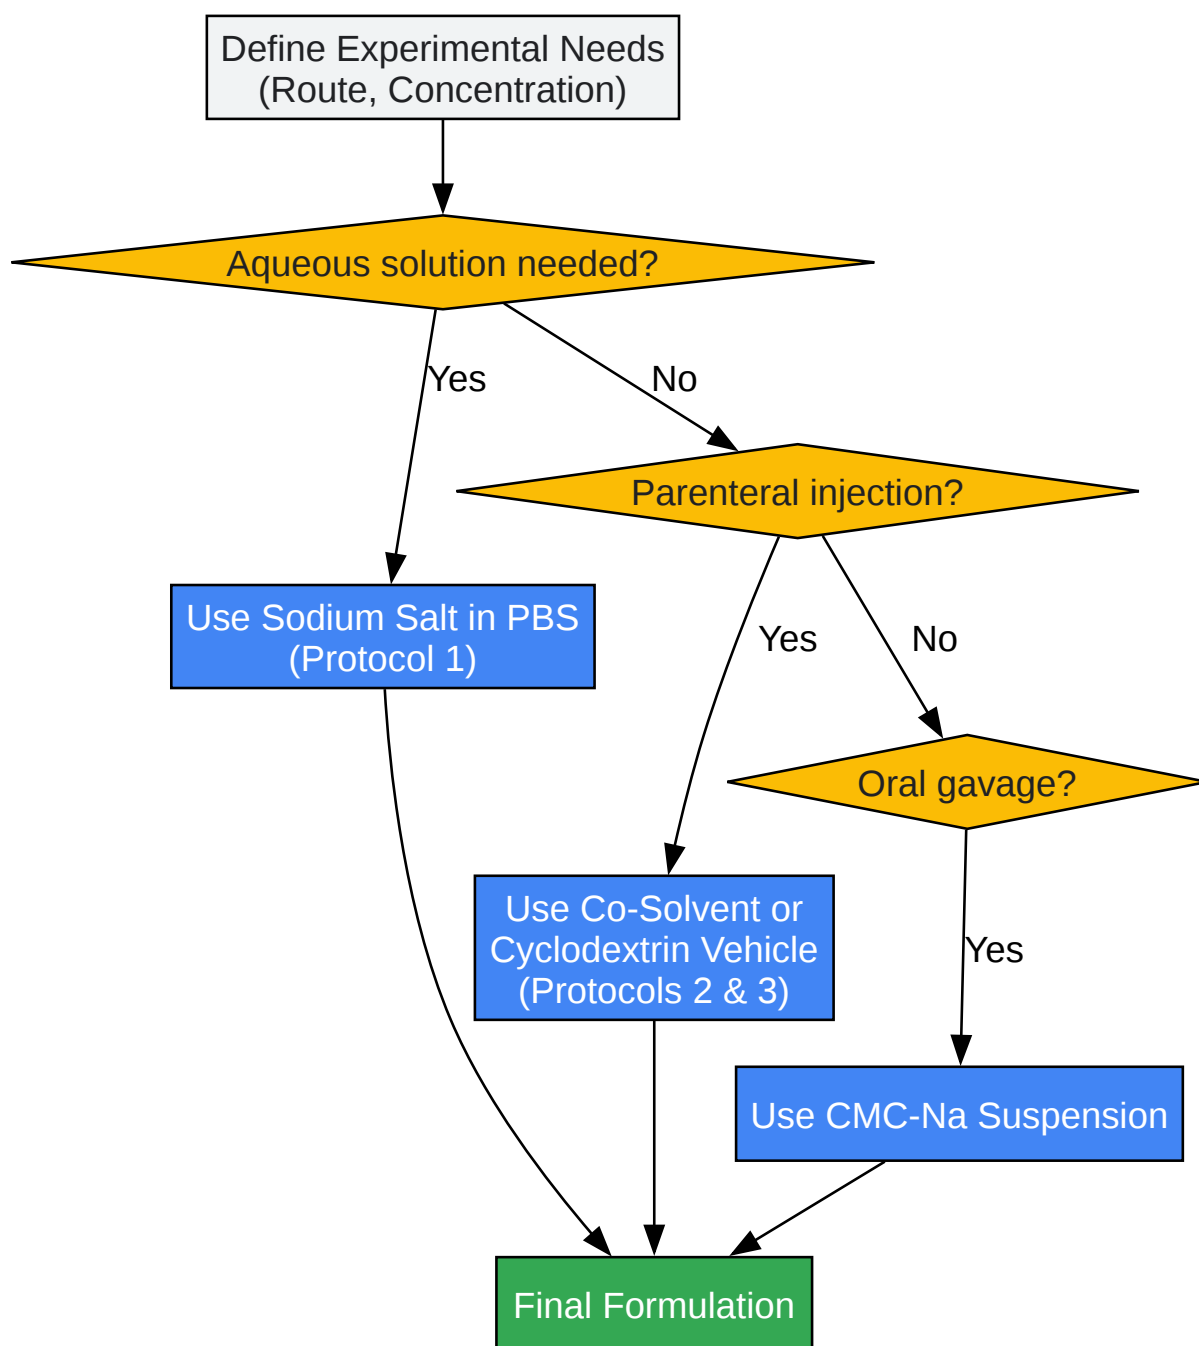 Define Experimental Needs
(Route, Concentration)
Aqueous solution needed?
Yes
No
Parenteral injection?
Use Sodium Salt in PBS
(Protocol 1)
Yes
No
Oral gavage?
Use Co-Solvent or
Cyclodextrin Vehicle
(Protocols 2 & 3)
Yes
Use CMC-Na Suspension
Final Formulation